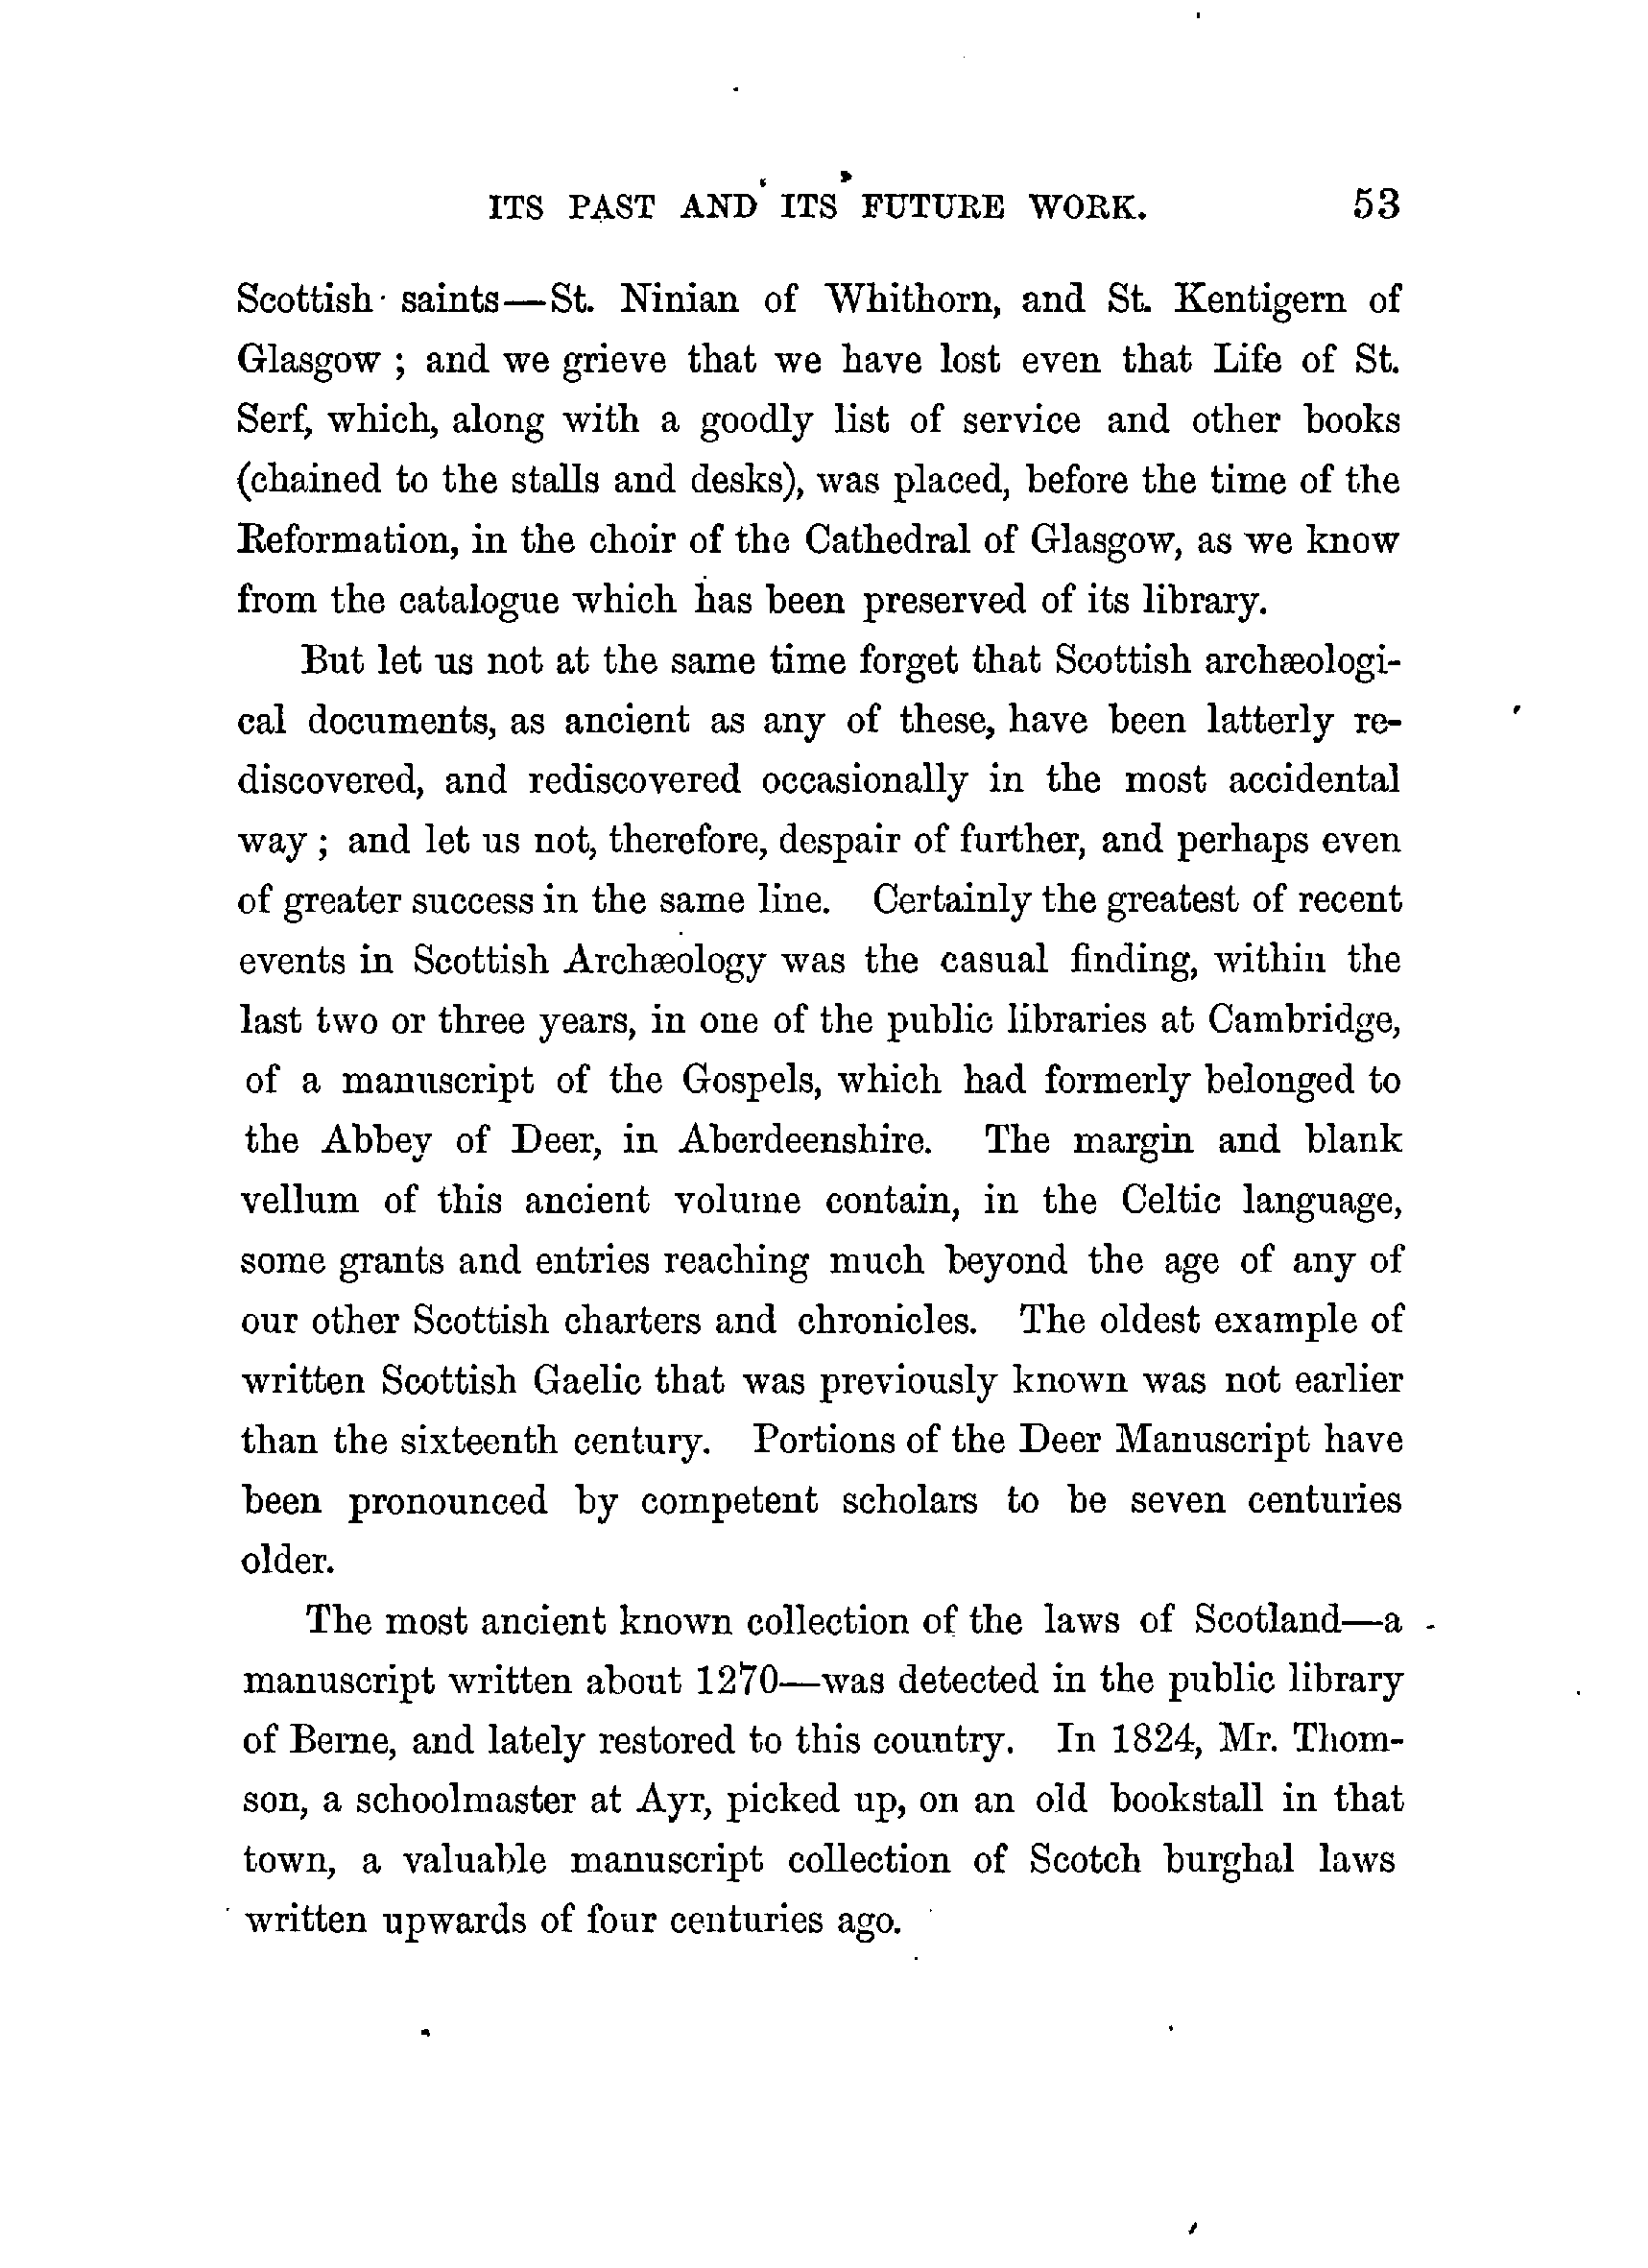 ITS PAST AND ITS FUTURE WORK. 53
Scottish saints—St. Ninian of Whithorn, and St. Kentigern of
Glasgow ; and we grieve that we have lost even that Life of St.
Serf, which, along with a goodly list of service and other books
(chained to the stalls and desks), was placed, before the time of the
Reformation, in the choir of the Cathedral of Glasgow, as we know
from the catalogue which has been preserved of its library.
But let us not at the same time forget that Scottish archæologi-
cal documents, as ancient as any of these, have been latterly re-
discovered, and rediscovered occasionally in the most accidental
way ; and let us not, therefore, despair of further, and perhaps even
of greater success in the same line. Certainly the greatest of recent
events in Scottish Archæology was the casual finding, within the
last two or three years, in one of the public libraries at Cambridge,
of a manuscript of the Gospels, which had formerly belonged to
the Abbey of Deer, in Aberdeenshire. The margin and blank
vellum of this ancient volume contain, in the Celtic language,
some grants and entries reaching much beyond the age of any of
our other Scottish charters and chronicles. The oldest example of
written Scottish Gaelic that was previously known was not earlier
than the sixteenth century. Portions of the Deer Manuscript have
been pronounced by competent scholars to be seven centuries
older.
The most ancient known collection of the laws of Scotland—a
manuscript written about 1270—was detected in the public library
of Berne, and lately restored to this country. In 1824, Mr. Thom-
son, a schoolmaster at Ayr, picked up, on an old bookstall in that
town, a valuable manuscript collection of Scotch burghal laws
written upwards of four centuries ago.